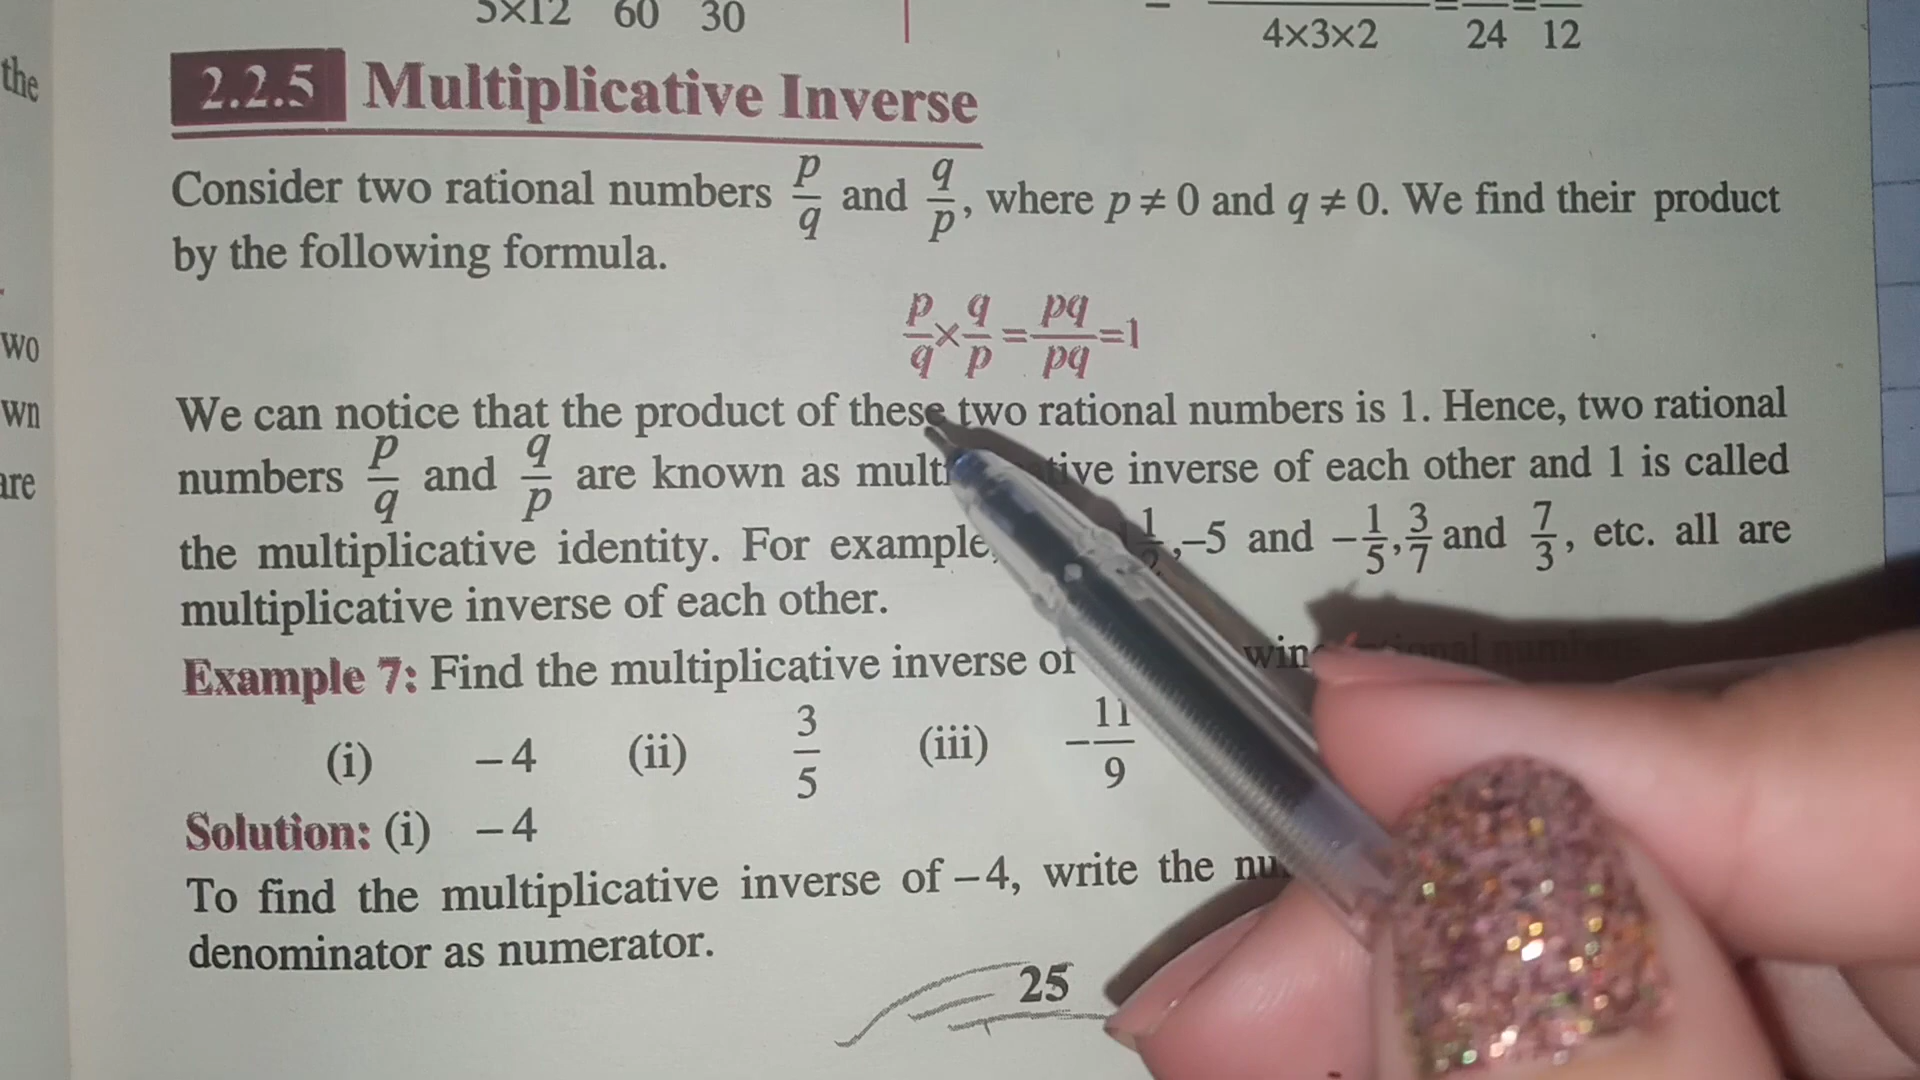 5×12 60 30
4×3×2 = 24 = 12
the
wo
wn
are
2.2.5 Multiplicative Inverse
Consider two rational numbers p/q and q/p, where p ≠ 0 and q ≠ 0. We find their product
by the following formula.
p/q × q/p = pq/pq = 1
We can notice that the product of these two rational numbers is 1. Hence, two rational
numbers p/q and q/p are known as inverse of each other and 1 is called
the multiplicative identity. For example, -5 and -1/5, 3/7 and 7/3, etc. all are
multiplicative inverse of each other.
Example 7: Find the multiplicative inverse of
(i) -4 (ii) 3/5 (iii) -11/9
Solution: (i) -4
To find the multiplicative inverse of -4, write the
denominator as numerator.
25